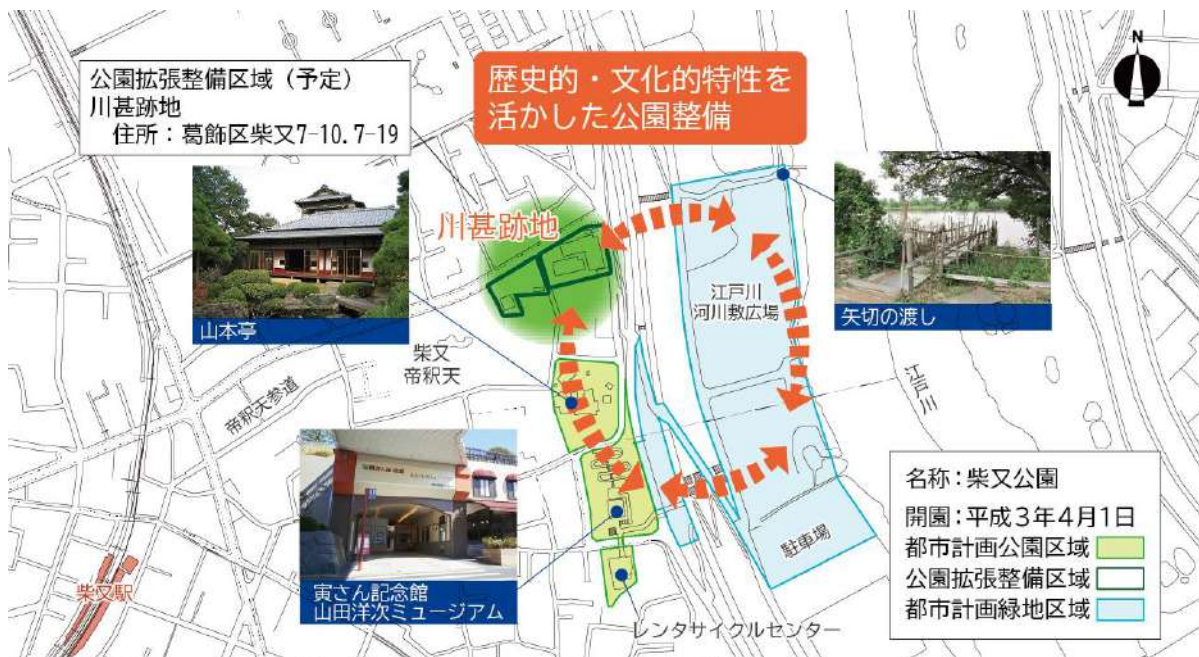 公園拡張整備区域（予定）
川甚跡地
住所：葛飾区柴又7-10．7-19
歴史的・文化的特性を
活かした公園整備
N
山本亭
川甚跡地
江戸川
河川敷広場
矢切の渡し
柴又
帝釈天
帝釈天参道
江戸川
寅さん記念館
山田洋次ミュージアム
柴又駅
駐車場
レンタサイクルセンター
名称：柴又公園
開園：平成3年4月1日
都市計画公園区域
公園拡張整備区域
都市計画緑地区域